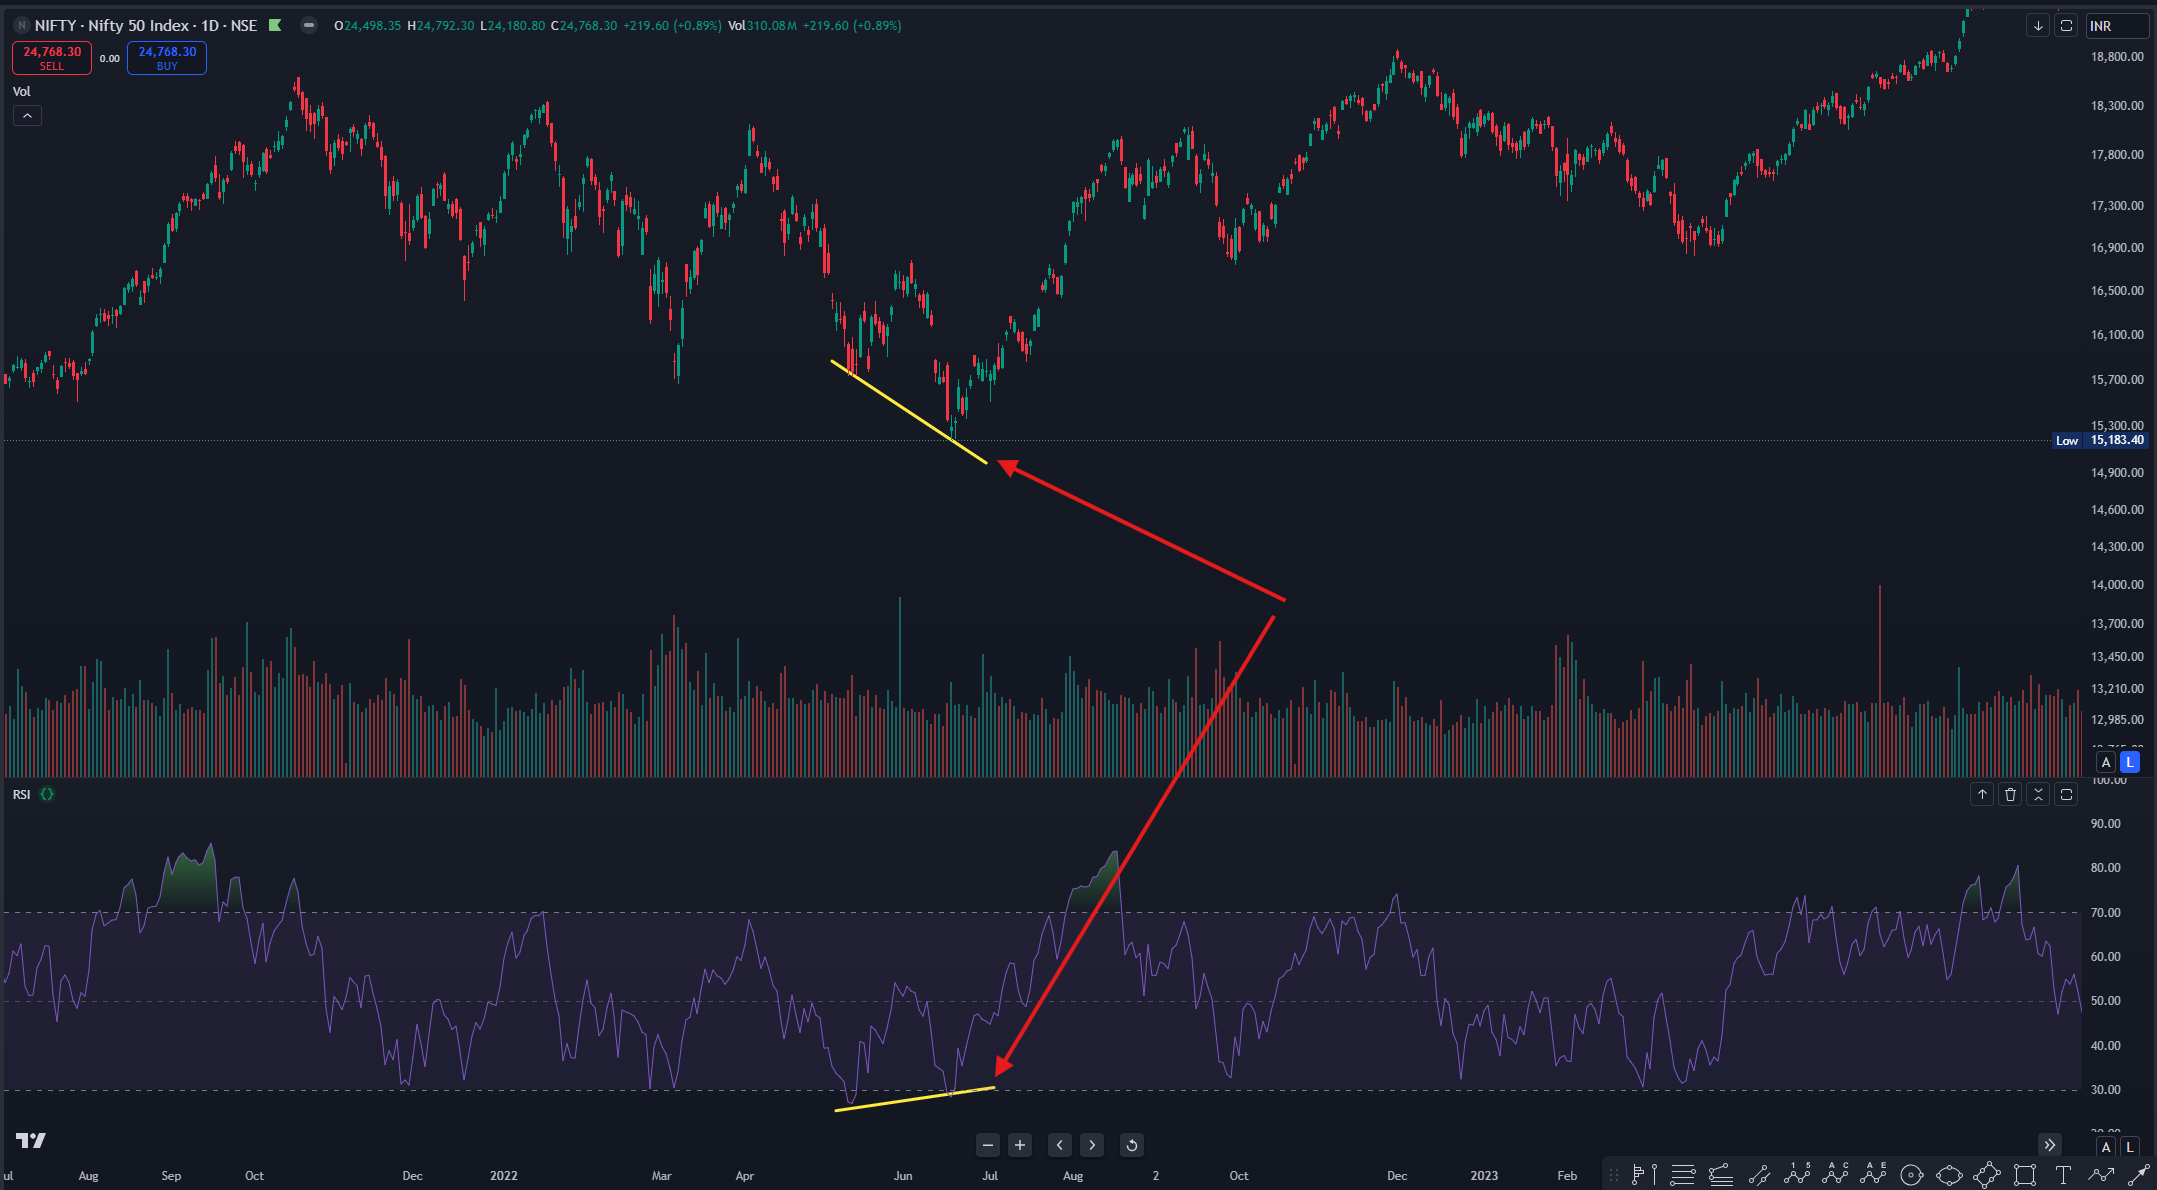 N NIFTY · Nifty 50 Index · 1D · NSE O24,498.35 H24,792.30 L24,180.80 C24,768.30 +219.60 (+0.89%) Vol310.08M +219.60 (+0.89%)
INR
24,768.30 SELL
0.00
24,768.30 BUY
Vol
18,800.00
18,300.00
17,800.00
17,300.00
16,900.00
16,500.00
16,100.00
15,700.00
15,300.00
Low 15,183.40
14,900.00
14,600.00
14,300.00
14,000.00
13,700.00
13,450.00
13,210.00
12,985.00
A L
100.00
RSI
90.00
80.00
70.00
60.00
50.00
40.00
30.00
A L
ul Aug Sep Oct Dec 2022 Mar Apr Jun Jul Aug 2 Oct Dec 2023 Feb
1 5
A C
A E
T